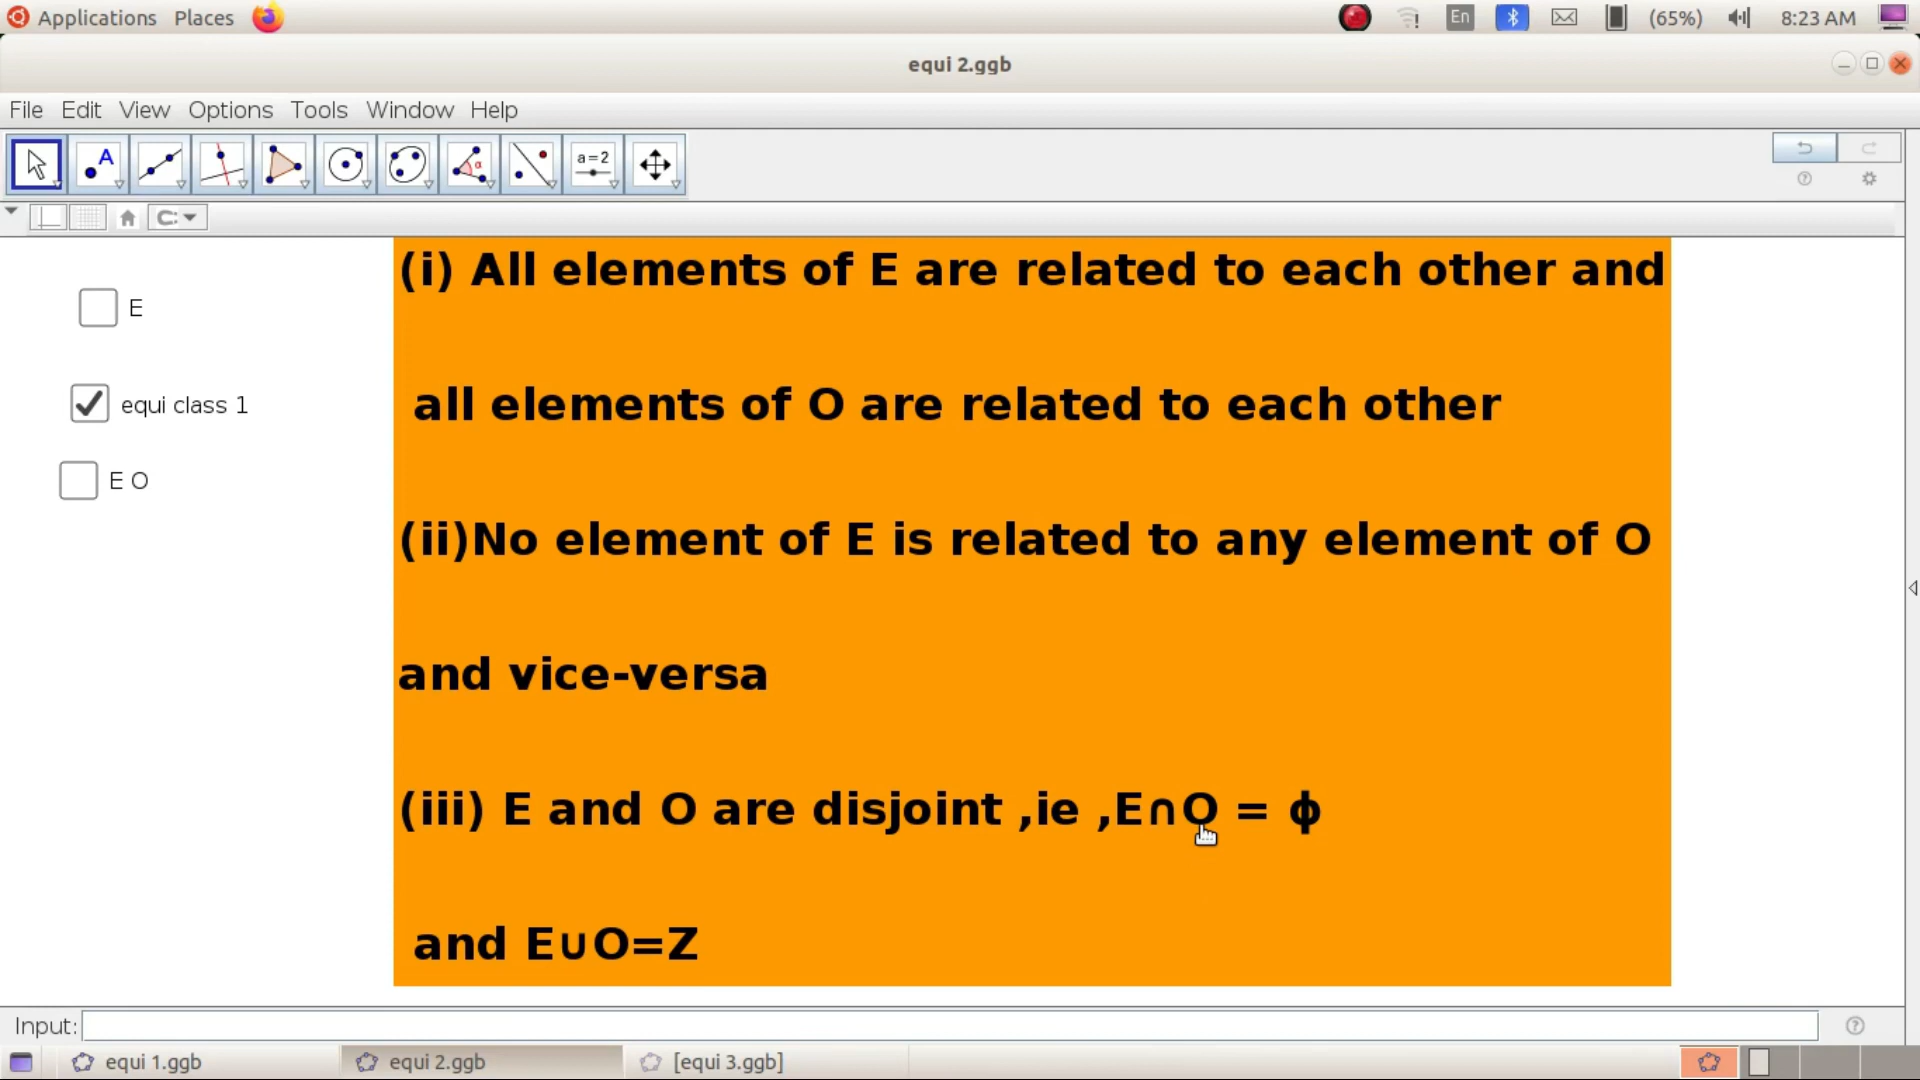 Applications Places En (65%) 8:23 AM
equi 2.ggb
File Edit View Options Tools Window Help
A α a=2
(i) All elements of E are related to each other and
E
equi class 1
all elements of O are related to each other
E O
(ii)No element of E is related to any element of O
and vice-versa
(iii) E and O are disjoint ,ie ,E∩O = ϕ
and E∪O=Z
Input:
equi 1.ggb equi 2.ggb [equi 3.ggb]